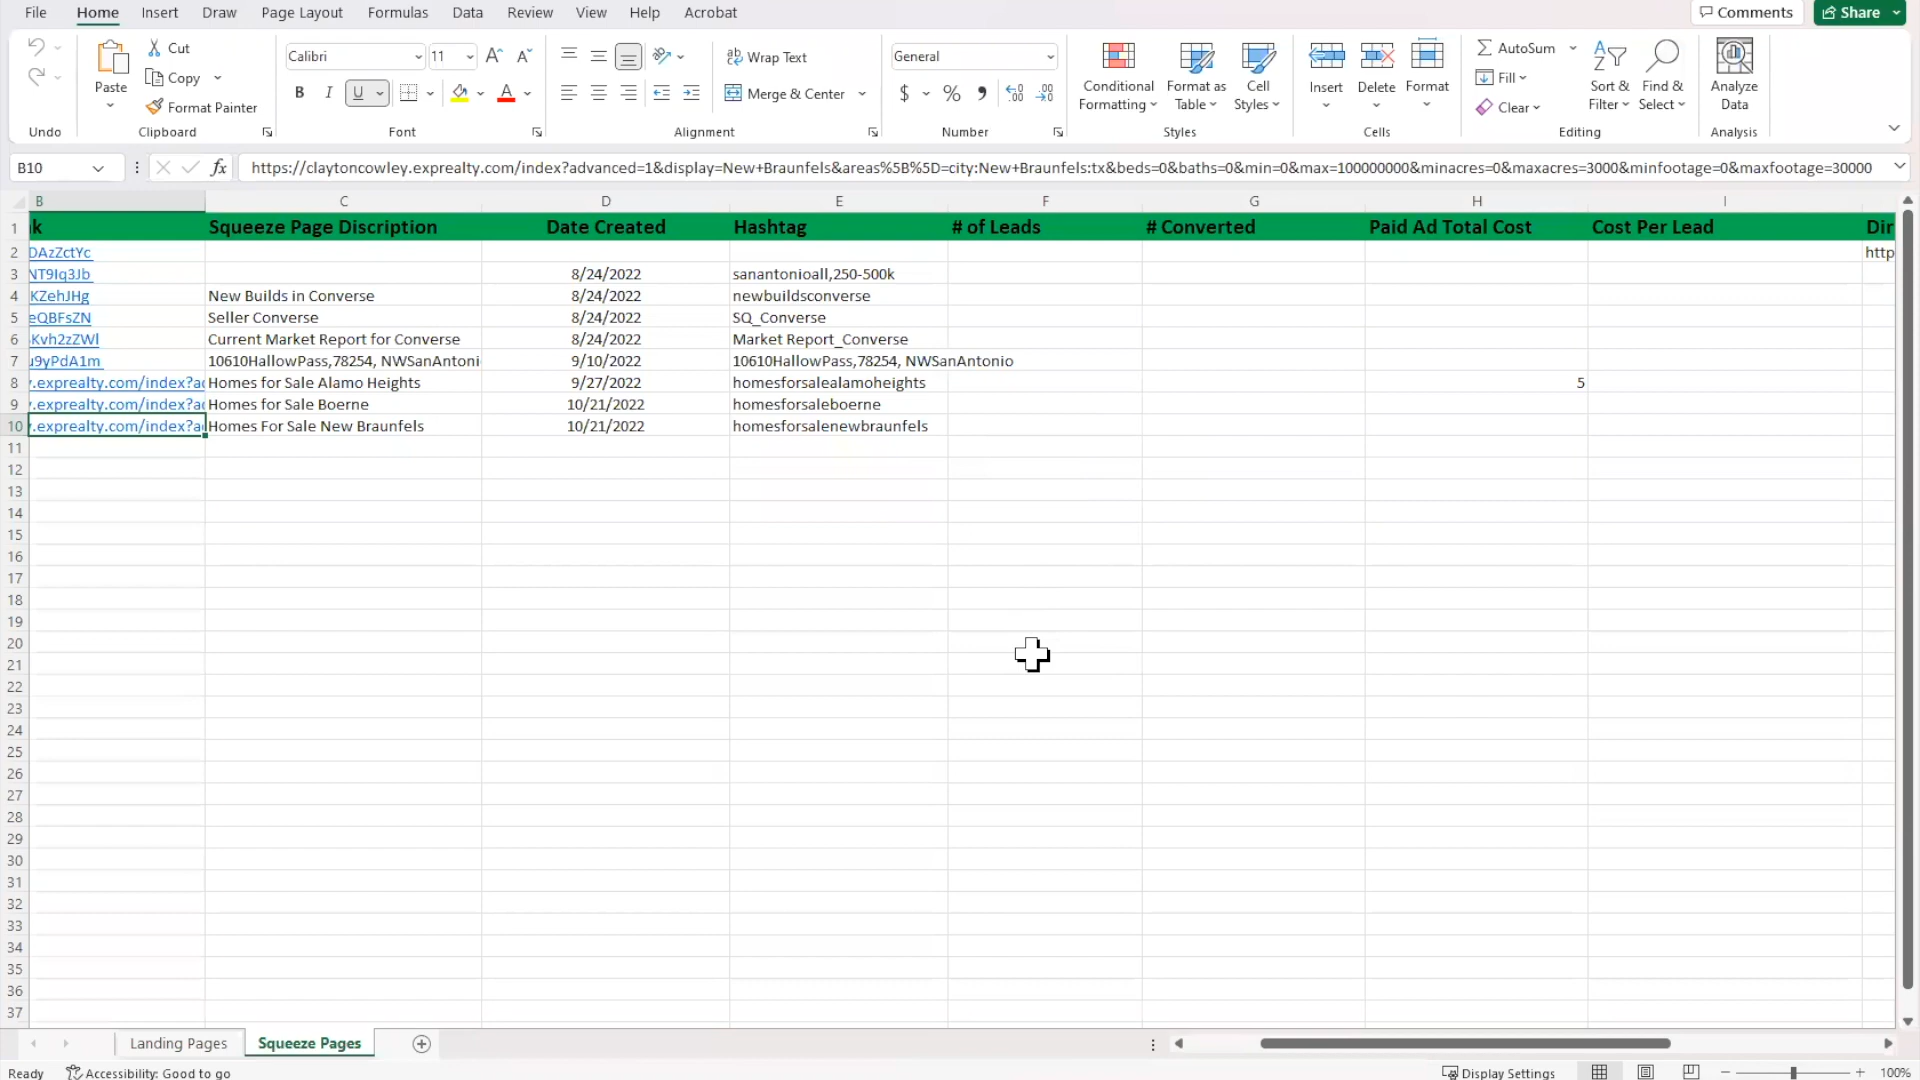 File Home Insert Draw Page Layout Formulas Data Review View Help Acrobat Comments Share
Cut Calibri 11 Wrap Text General AutoSum
Paste Copy Conditional Formatting Format as Table Cell Styles Insert Delete Format Fill Sort & Filter Find & Select Analyze Data
Format Painter B I U Merge & Center $ % Clear
Undo Clipboard Font Alignment Number Styles Cells Editing Analysis
B10 fx https://claytoncowley.exprealty.com/index?advanced=1&display=New+Braunfels&areas%5B%5D=city:New+Braunfels:tx&beds=0&baths=0&min=0&max=100000000&minacres=0&maxacres=3000&minfootage=0&maxfootage=30000
B C D E F G H I
1 k Squeeze Page Discription Date Created Hashtag # of Leads # Converted Paid Ad Total Cost Cost Per Lead Dir
2 DAzZctYc http
3 NT9Iq3Jb 8/24/2022 sanantonioall,250-500k
4 KZehJHg New Builds in Converse 8/24/2022 newbuildsconverse
5 eQBFsZN Seller Converse 8/24/2022 SQ_Converse
6 Kvh2zZWl Current Market Report for Converse 8/24/2022 Market Report_Converse
7 u9yPdA1m 10610HallowPass,78254, NWSanAntoni 9/10/2022 10610HallowPass,78254, NWSanAntonio
8 .exprealty.com/index?ad Homes for Sale Alamo Heights 9/27/2022 homesforsalealamoheights 5
9 .exprealty.com/index?ad Homes for Sale Boerne 10/21/2022 homesforsaleboerne
10 .exprealty.com/index?ad Homes For Sale New Braunfels 10/21/2022 homesforsalenewbraunfels
11
12
13
14
15
16
17
18
19
20
21
22
23
24
25
26
27
28
29
30
31
32
33
34
35
36
37
Landing Pages Squeeze Pages
Ready Accessibility: Good to go Display Settings 100%